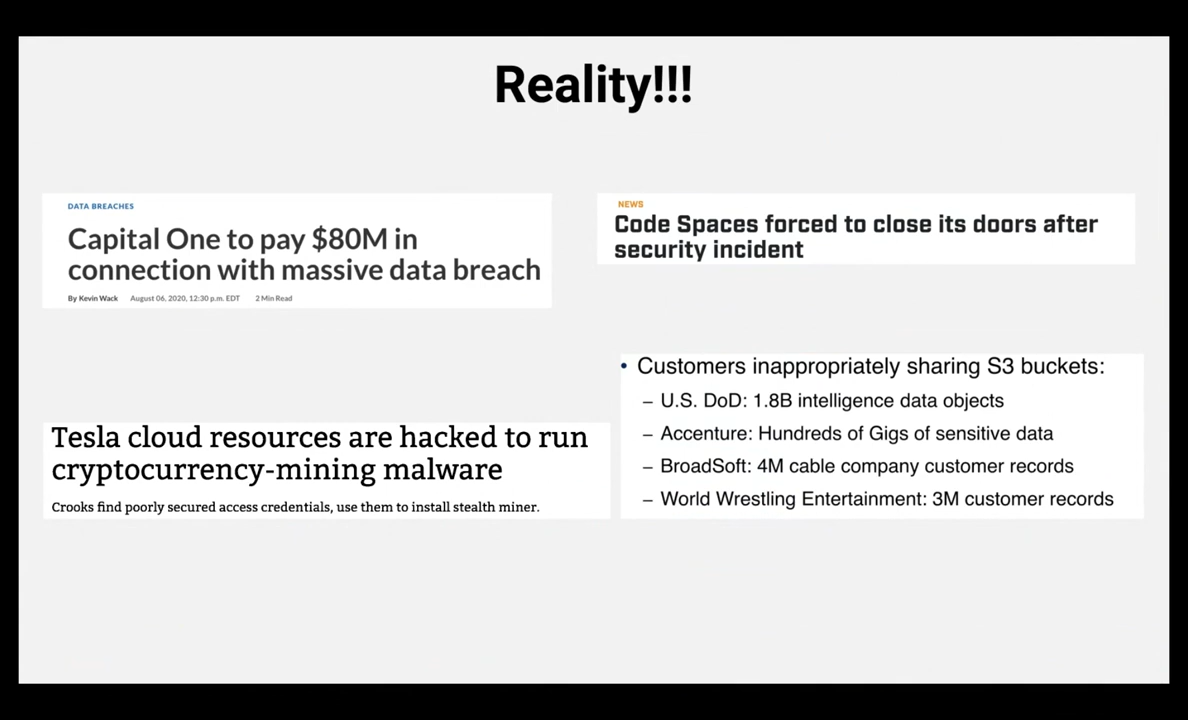 Reality!!!
DATA BREACHES
Capital One to pay $80M in
connection with massive data breach
By Kevin Wack August 06, 2020, 12:30 p.m. EDT 2 Min Read
NEWS
Code Spaces forced to close its doors after
security incident
Tesla cloud resources are hacked to run
cryptocurrency-mining malware
Crooks find poorly secured access credentials, use them to install stealth miner.
• Customers inappropriately sharing S3 buckets:
– U.S. DoD: 1.8B intelligence data objects
– Accenture: Hundreds of Gigs of sensitive data
– BroadSoft: 4M cable company customer records
– World Wrestling Entertainment: 3M customer records